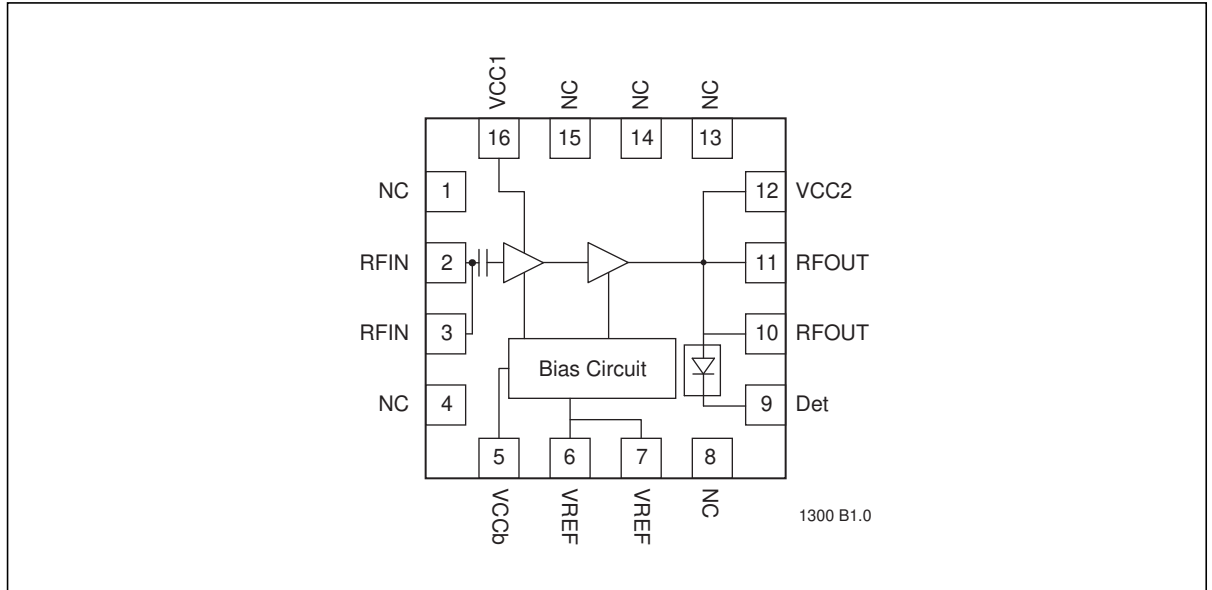 VCC1
NC
NC
NC
16
15
14
13
NC
1
12
VCC2
RFIN
2
11
RFOUT
RFIN
3
10
RFOUT
Bias Circuit
NC
4
9
Det
5
6
7
8
VCCb
VREF
VREF
NC
1300 B1.0